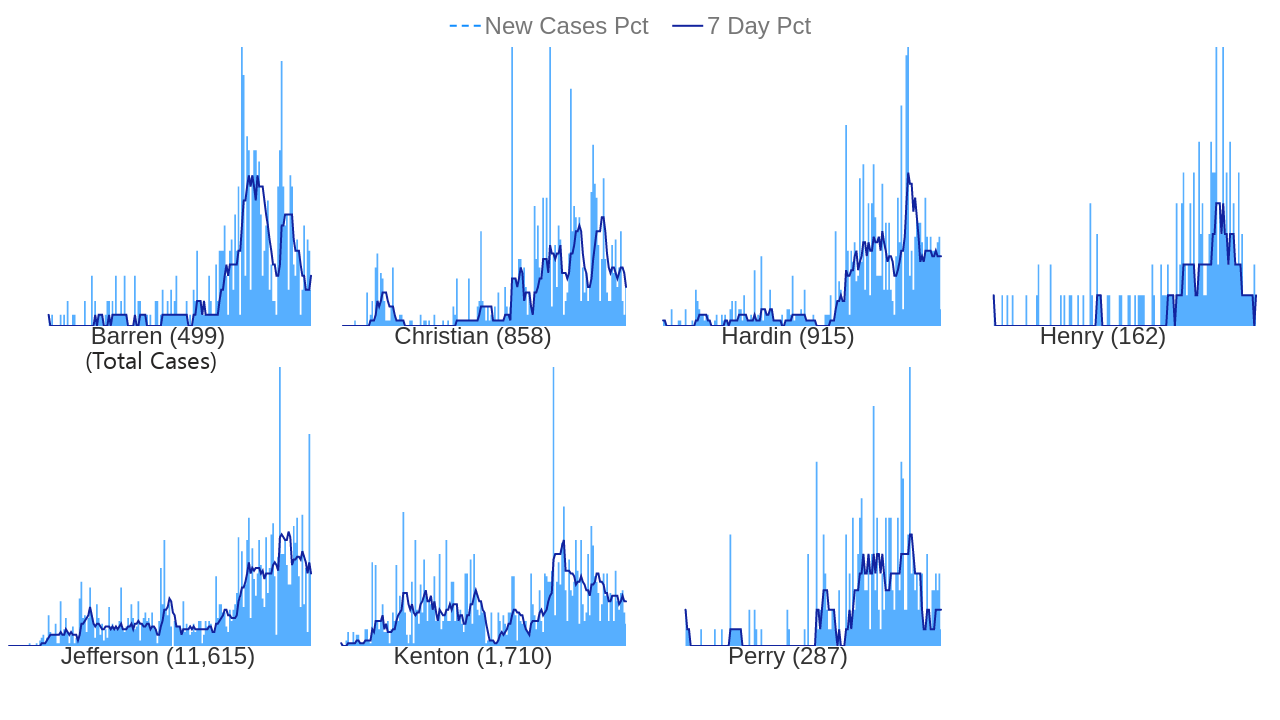 New Cases Pct 7 Day Pct
Barren (499) Christian (858) Hardin (915) Henry (162)
(Total Cases)
Jefferson (11,615) Kenton (1,710) Perry (287)